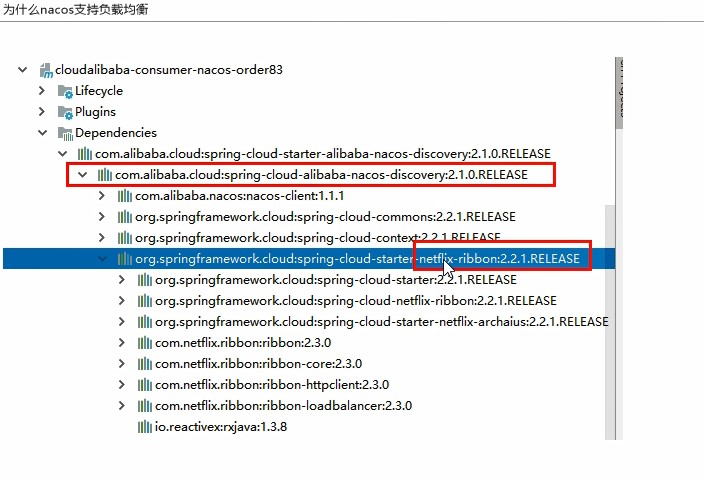 为什么nacos支持负载均衡
cloudalibaba-consumer-nacos-order83
Lifecycle
Plugins
Dependencies
com.alibaba.cloud:spring-cloud-starter-alibaba-nacos-discovery:2.1.0.RELEASE
com.alibaba.cloud:spring-cloud-alibaba-nacos-discovery:2.1.0.RELEASE
com.alibaba.nacos:nacos-client:1.1.1
org.springframework.cloud:spring-cloud-commons:2.2.1.RELEASE
org.springframework.cloud:spring-cloud-context:2.2.1.RELEASE
org.springframework.cloud:spring-cloud-starter-netflix-ribbon:2.2.1.RELEASE
org.springframework.cloud:spring-cloud-starter:2.2.1.RELEASE
org.springframework.cloud:spring-cloud-netflix-ribbon:2.2.1.RELEASE
org.springframework.cloud:spring-cloud-starter-netflix-archaius:2.2.1.RELEASE
com.netflix.ribbon:ribbon:2.3.0
com.netflix.ribbon:ribbon-core:2.3.0
com.netflix.ribbon:ribbon-httpclient:2.3.0
com.netflix.ribbon:ribbon-loadbalancer:2.3.0
io.reactivex:rxjava:1.3.8